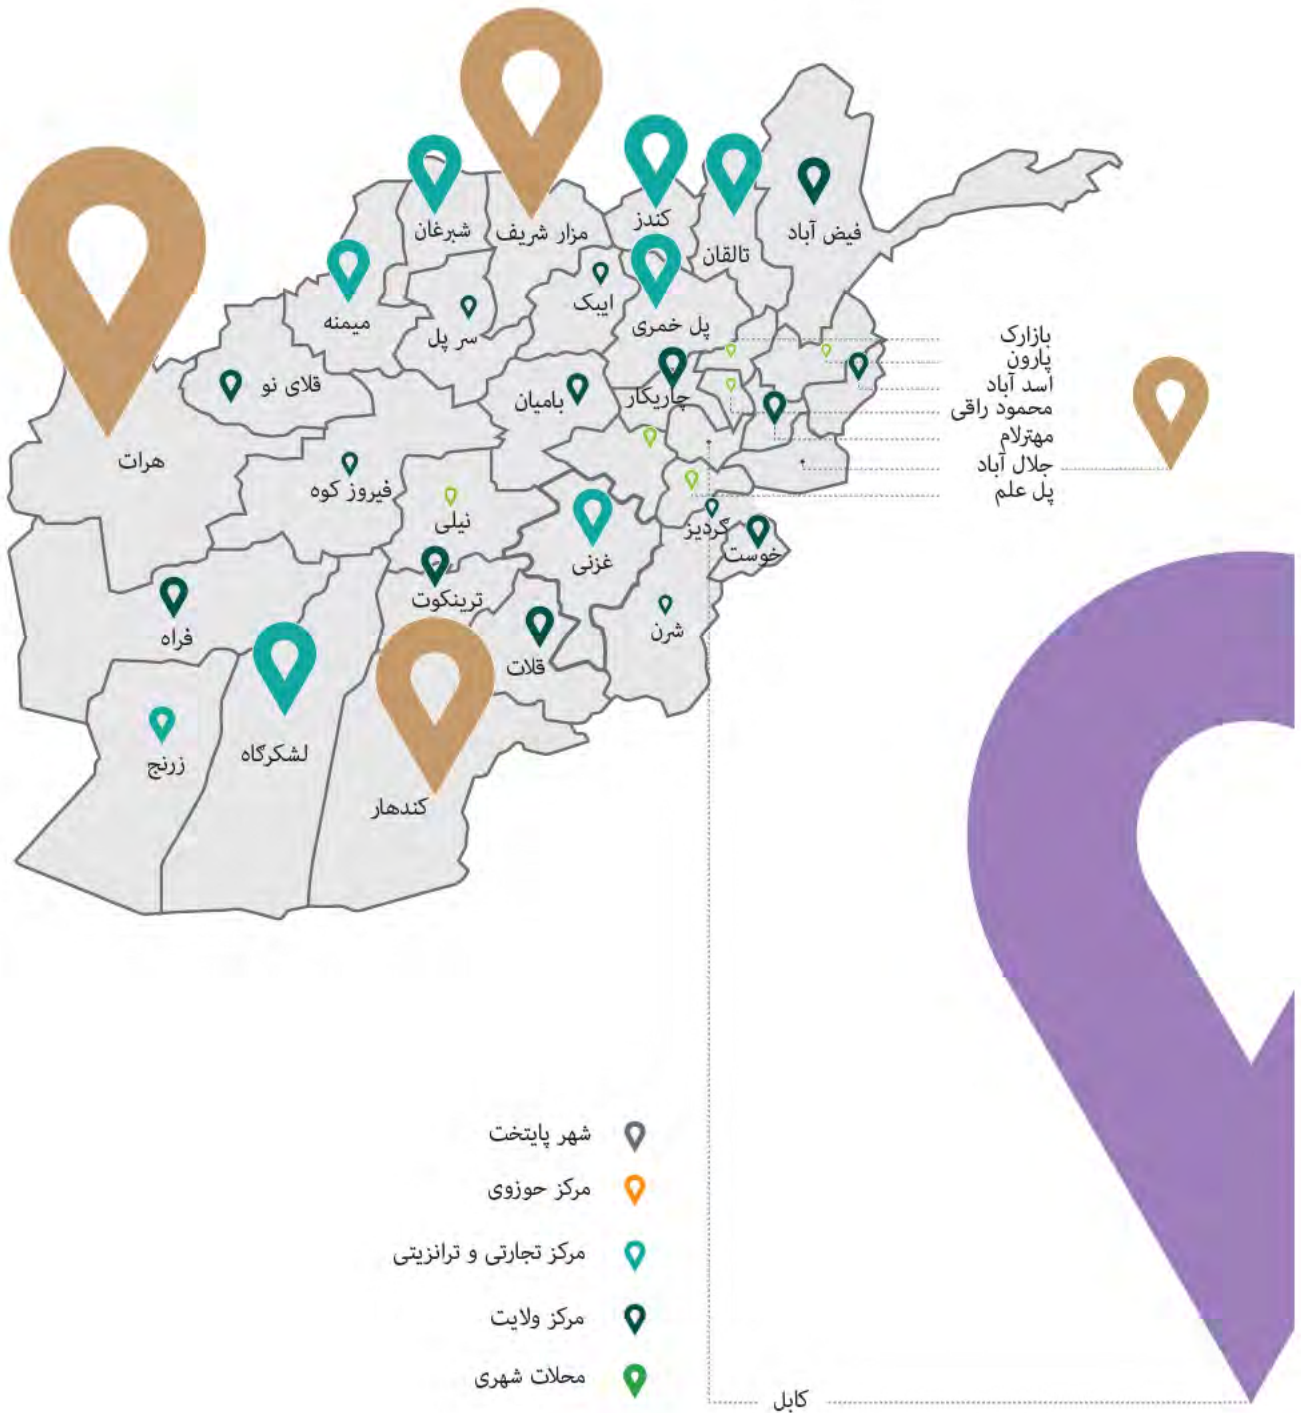 کندز
شبرغان
مزار شریف
فیض آباد
تالقان
ایبک
میمنه
پل خمری
سر پل
بازارک
پارون
قلای نو
اسد آباد
بامیان
چاریکار
محمود راقی
مهترلام
هرات
جلال آباد
فیروز کوه
پل علم
نیلی
گردیز
خوست
غزنی
ترینکوت
شرن
فراه
قلات
لشکرگاه
زرنج
کندهار
شهر پایتخت
مرکز حوزوی
مرکز تجارتی و ترانزیتی
مرکز ولایت
محلات شهری
کابل